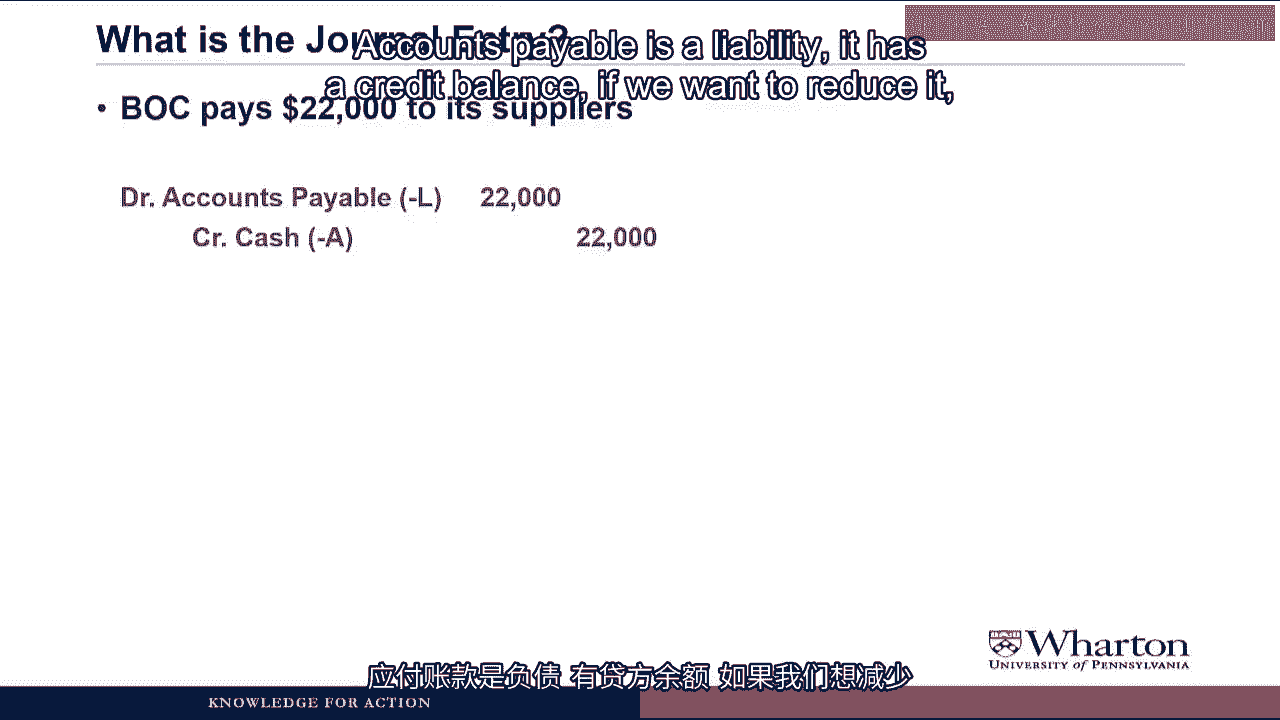 What is the Journal Entry?
Accounts payable is a liability, it has
a credit balance, if we want to reduce it,
• BOC pays $22,000 to its suppliers
Dr. Accounts Payable (-L) 22,000
Cr. Cash (-A) 22,000
Wharton
UNIVERSITY of PENNSYLVANIA
应付账款是负债 有贷方余额 如果我们想减少
KNOWLEDGE FOR ACTION